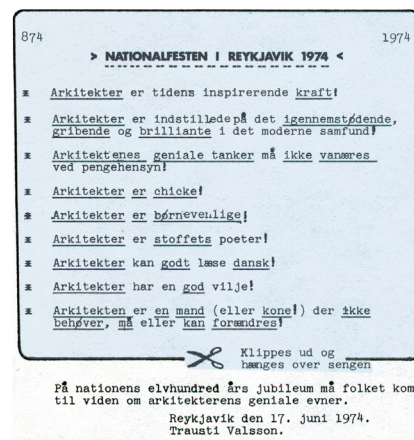 874 1974
> NATIONALFESTEN I REYKJAVIK 1974 <
* Arkitekter er tidens inspirerende kraft!
* Arkitekter er indstillede på det igennemstødende,
gribende og brilliante i det moderne samfund!
* Arkitektenes geniale tanker må ikke vanæres
ved pengehensyn!
* Arkitekter er chicke!
* Arkitekter er børnevenlige!
* Arkitekter er stoffets poeter!
* Arkitekter kan godt læse dansk!
* Arkitekter har en god vilje!
* Arkitekten er en mand (eller kone!) der ikke
behøver, må eller kan forændres!
Klippes ud og
hænges over sengen
På nationens elvhundred års jubileum må folket kom
til viden om arkitekterens geniale evner.
Reykjavik den 17. juni 1974.
Trausti Valsson.